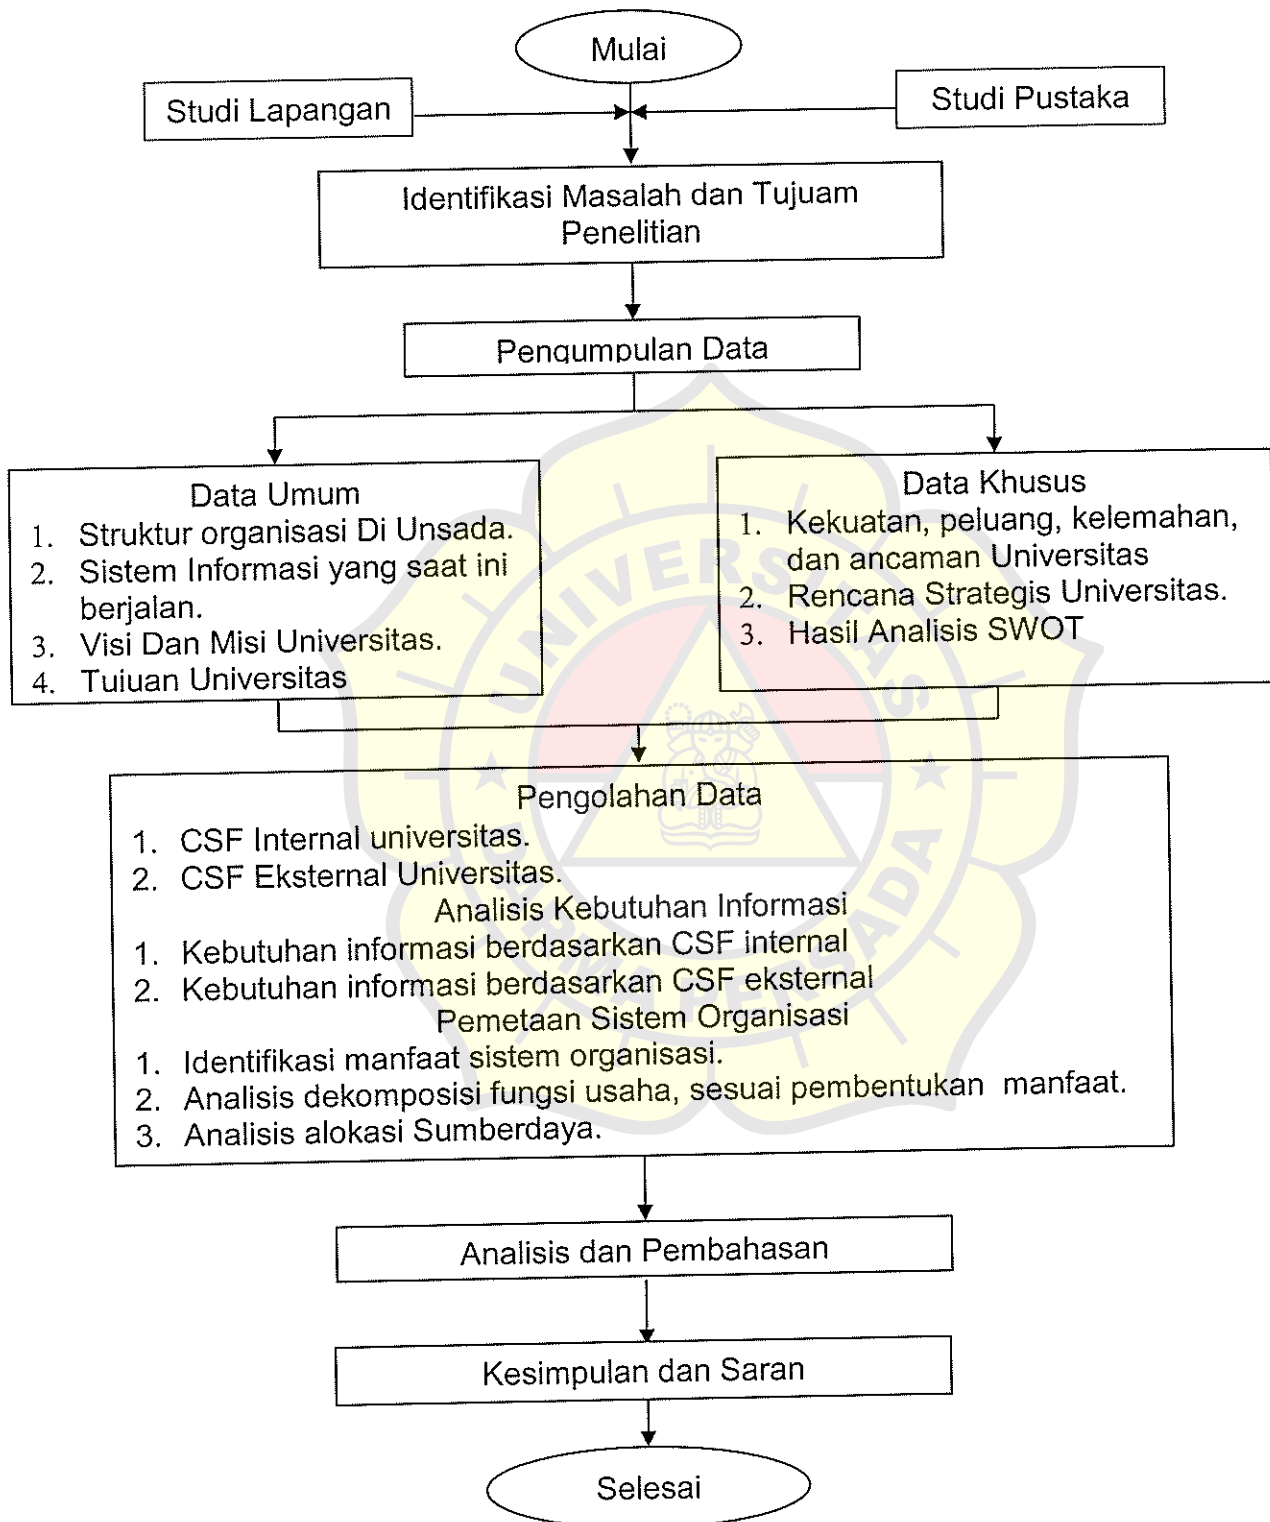 Mulai
Studi Lapangan
Studi Pustaka
Identifikasi Masalah dan Tujuam
Penelitian
Pengumpulan Data
Data Umum
1. Struktur organisasi Di Unsada.
2. Sistem Informasi yang saat ini
berjalan.
3. Visi Dan Misi Universitas.
4. Tujuan Universitas
Data Khusus
1. Kekuatan, peluang, kelemahan,
dan ancaman Universitas
2. Rencana Strategis Universitas.
3. Hasil Analisis SWOT
Pengolahan Data
1. CSF Internal universitas.
2. CSF Eksternal Universitas.
Analisis Kebutuhan Informasi
1. Kebutuhan informasi berdasarkan CSF internal
2. Kebutuhan informasi berdasarkan CSF eksternal
Pemetaan Sistem Organisasi
1. Identifikasi manfaat sistem organisasi.
2. Analisis dekomposisi fungsi usaha, sesuai pembentukan manfaat.
3. Analisis alokasi Sumberdaya.
Analisis dan Pembahasan
Kesimpulan dan Saran
Selesai
UNIVERSITAS
DARMA PERSADA